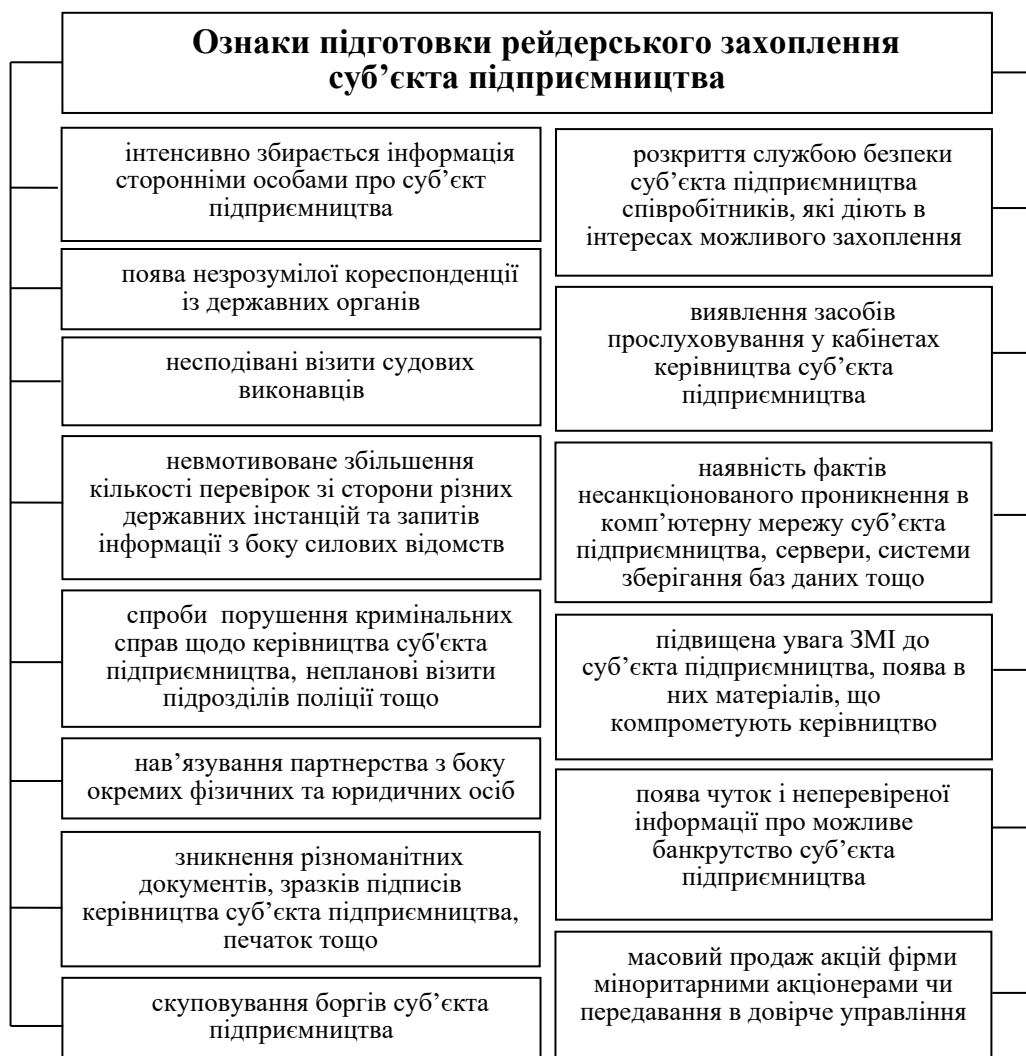 Ознаки підготовки рейдерського захоплення
суб’єкта підприємництва
інтенсивно збирається інформація
сторонніми особами про суб’єкт
підприємництва
поява незрозумілої кореспонденції
із державних органів
несподівані візити судових
виконавців
невмотивоване збільшення
кількості перевірок зі сторони різних
державних інстанцій та запитів
інформації з боку силових відомств
спроби  порушення кримінальних
справ щодо керівництва суб'єкта
підприємництва, непланові візити
підрозділів поліції тощо
нав’язування партнерства з боку
окремих фізичних та юридичних осіб
зникнення різноманітних
документів, зразків підписів
керівництва суб’єкта підприємництва,
печаток тощо
скуповування боргів суб’єкта
підприємництва
розкриття службою безпеки
суб’єкта підприємництва
співробітників, які діють в
інтересах можливого захоплення
виявлення засобів
прослуховування у кабінетах
керівництва суб’єкта
підприємництва
наявність фактів
несанкціонованого проникнення в
комп’ютерну мережу суб’єкта
підприємництва, сервери, системи
зберігання баз даних тощо
підвищена увага ЗМІ до
суб’єкта підприємництва, поява в
них матеріалів, що
компрометують керівництво
поява чуток і неперевіреної
інформації про можливе
банкрутство суб’єкта
підприємництва
масовий продаж акцій фірми
міноритарними акціонерами чи
передавання в довірче управління